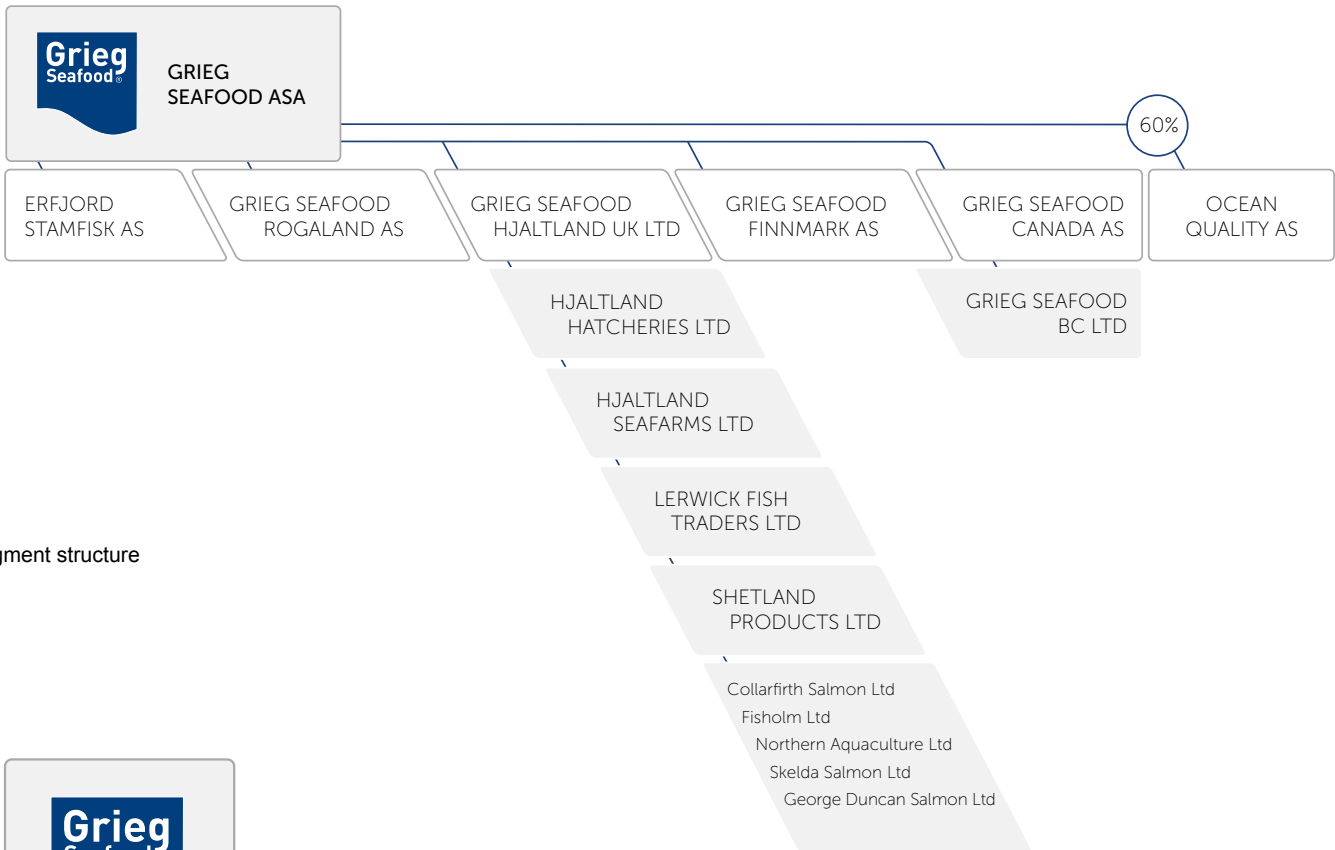 Grieg
Seafood®
GRIEG
SEAFOOD ASA
60%
ERFJORD
STAMFISK AS
GRIEG SEAFOOD
ROGALAND AS
GRIEG SEAFOOD
HJALTLAND UK LTD
GRIEG SEAFOOD
FINNMARK AS
GRIEG SEAFOOD
CANADA AS
OCEAN
QUALITY AS
HJALTLAND
HATCHERIES LTD
GRIEG SEAFOOD
BC LTD
HJALTLAND
SEAFARMS LTD
LERWICK FISH
TRADERS LTD
gment structure
SHETLAND
PRODUCTS LTD
Collarfirth Salmon Ltd
Fisholm Ltd
Northern Aquaculture Ltd
Skelda Salmon Ltd
George Duncan Salmon Ltd
Grieg